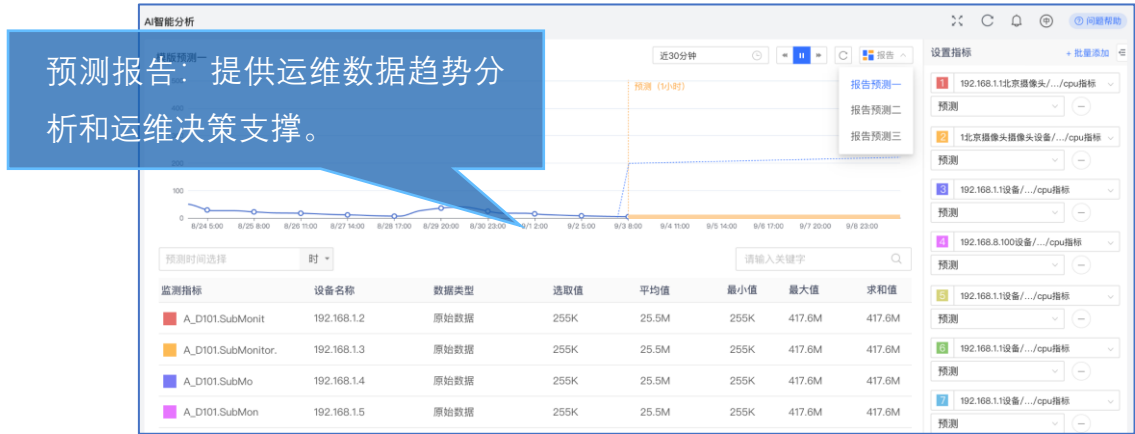 AI智能分析
问题帮助
预测报告：提供运维数据趋势分
析和运维决策支撑。
近30分钟
报告
报告预测一
报告预测二
报告预测三
预测（1小时）
200
100
0
8/24 5:00 8/25 8:00 8/26 11:00 8/27 14:00 8/28 17:00 8/29 20:00 8/30 23:00 9/1 2:00 9/2 5:00 9/3 8:00 9/4 11:00 9/5 14:00 9/6 17:00 9/7 20:00 9/8 23:00
预测时间选择 时 请输入关键字
监测指标 设备名称 数据类型 选取值 平均值 最小值 最大值 求和值
A_D101.SubMonit 192.168.1.2 原始数据 255K 25.5M 255K 417.6M 417.6M
A_D101.SubMonitor. 192.168.1.3 原始数据 255K 25.5M 255K 417.6M 417.6M
A_D101.SubMo 192.168.1.4 原始数据 255K 25.5M 255K 417.6M 417.6M
A_D101.SubMon 192.168.1.5 原始数据 255K 25.5M 255K 417.6M 417.6M
设置指标 + 批量添加
1 192.168.1.1北京摄像头/.../cpu指标
预测
2 1北京摄像头摄像头设备/.../cpu指标
预测
3 192.168.1.1设备/.../cpu指标
预测
4 192.168.8.100设备/.../cpu指标
预测
5 192.168.1.1设备/.../cpu指标
预测
6 192.168.1.1设备/.../cpu指标
预测
7 192.168.1.1设备/.../cpu指标
预测